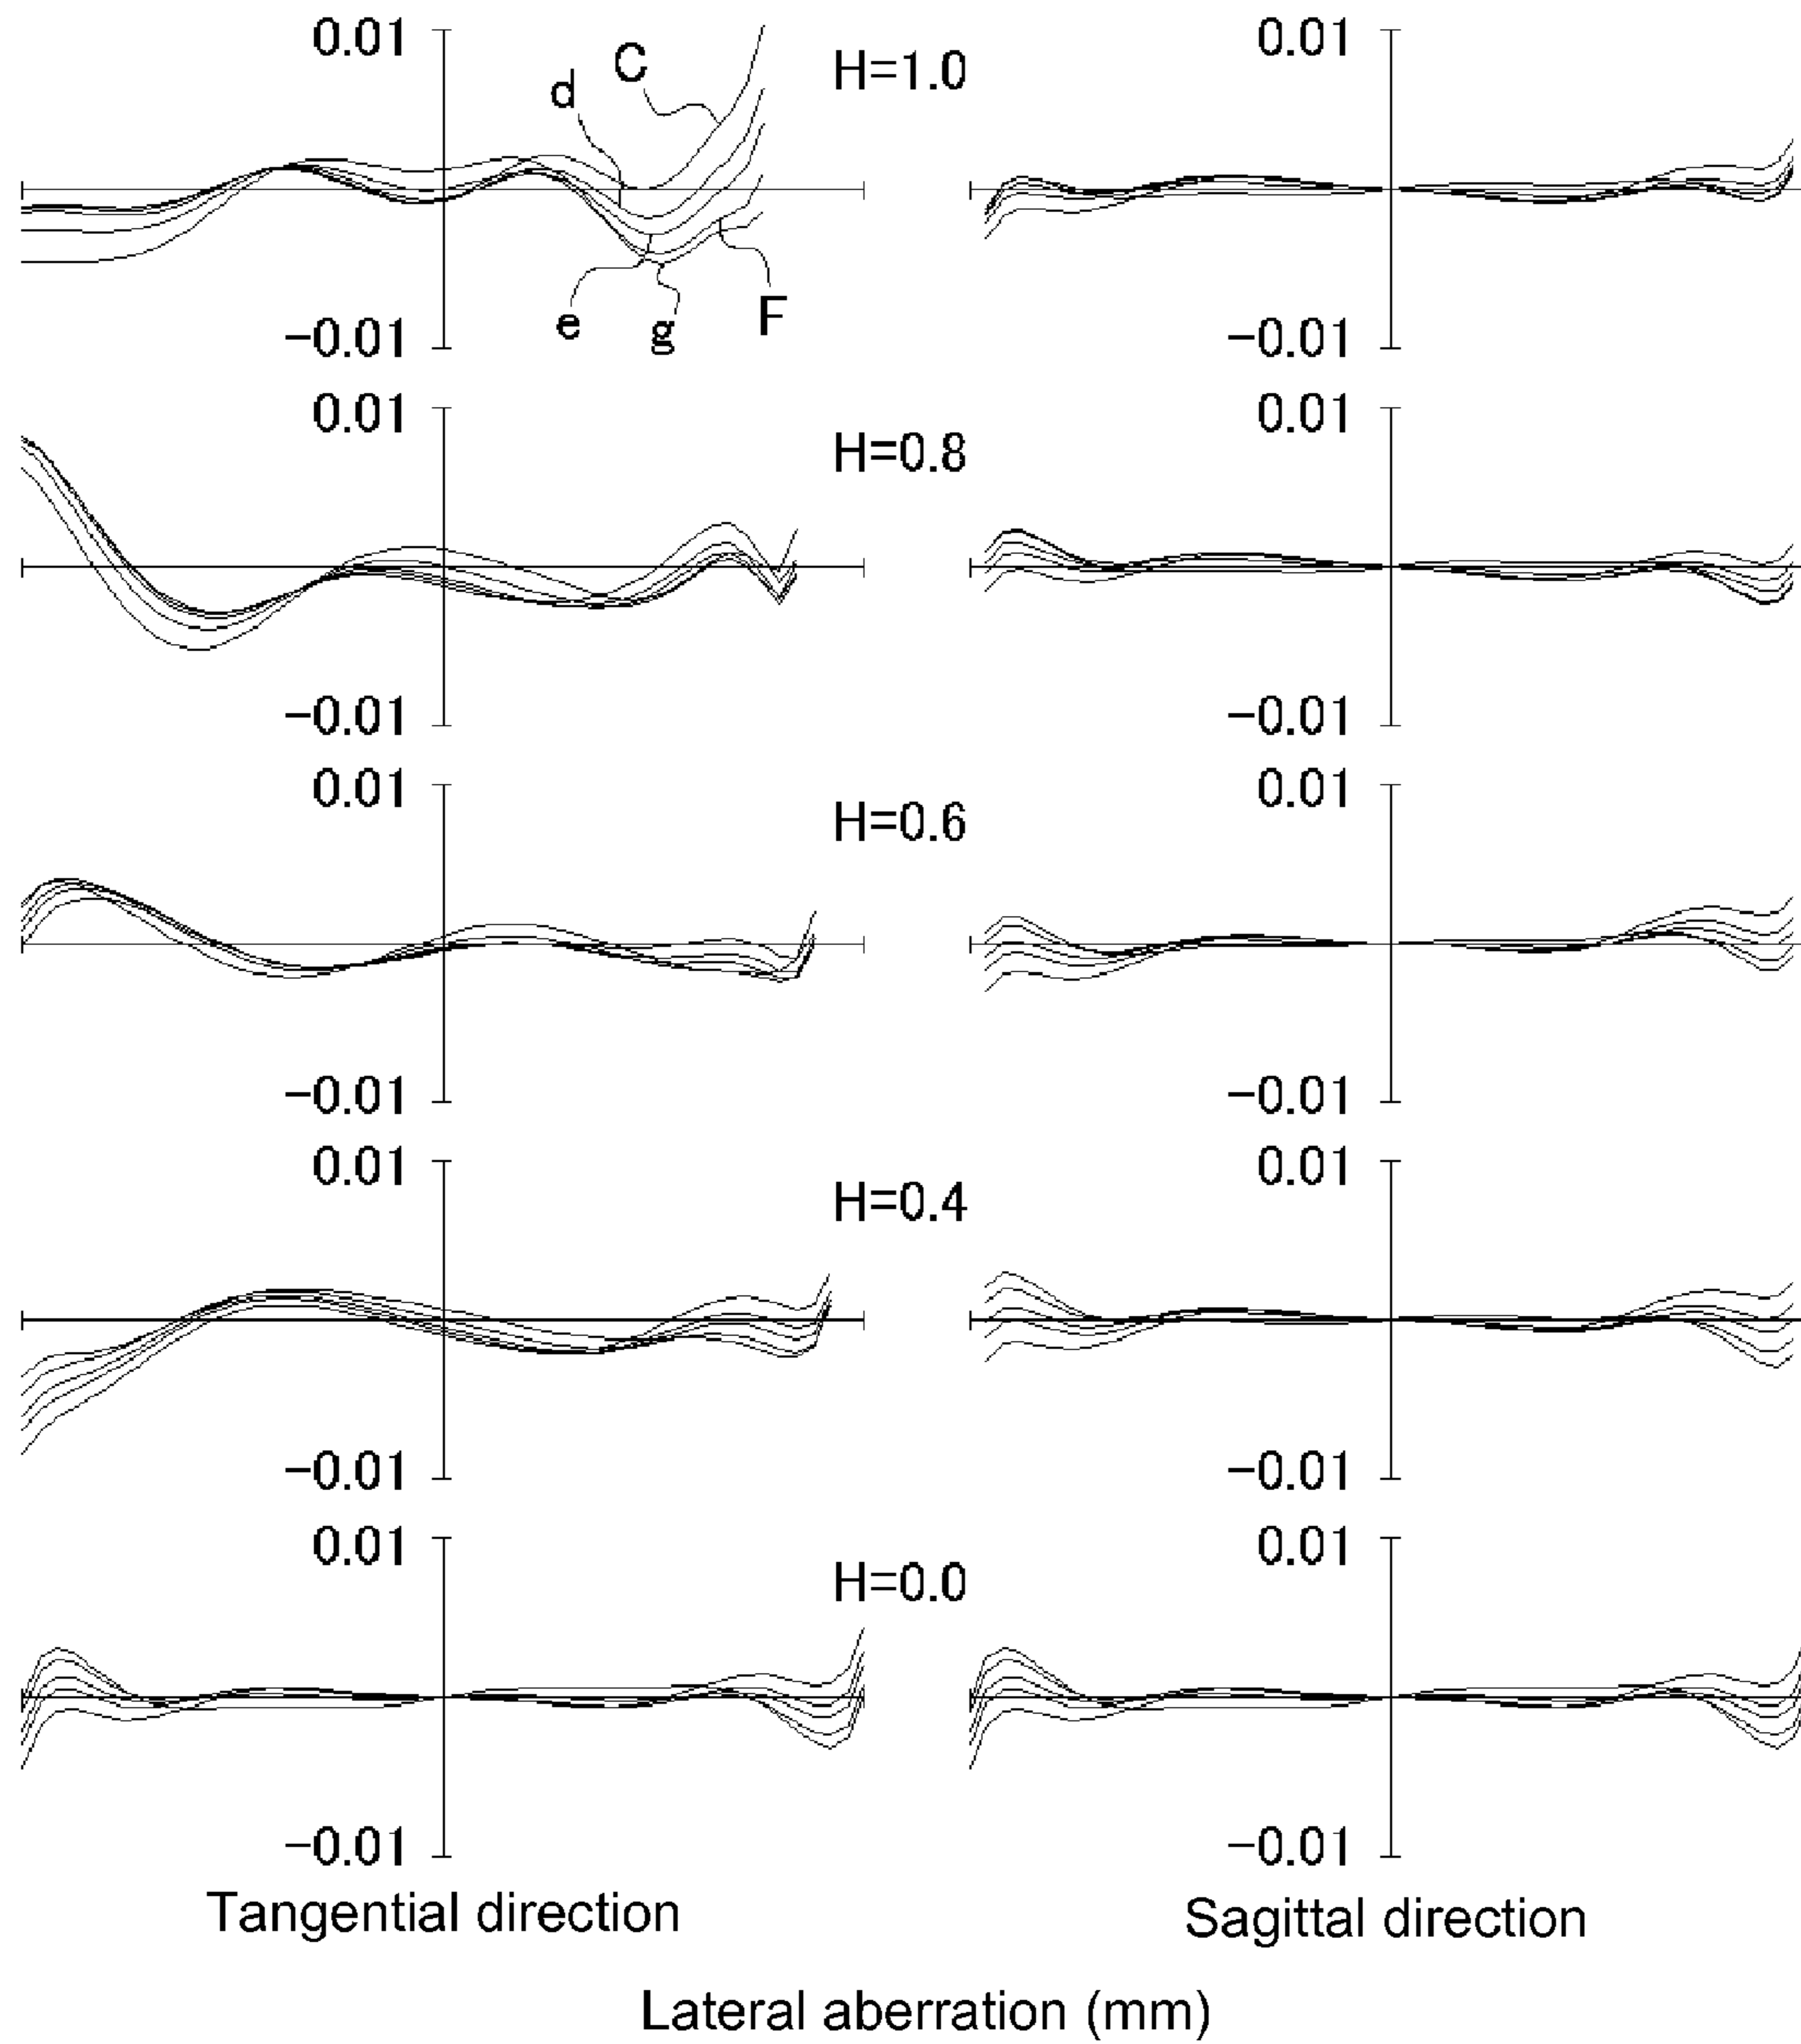 0.01 C H=1.0 0.01
d
e g F
−0.01 −0.01
0.01 H=0.8 0.01
−0.01 −0.01
0.01 H=0.6 0.01
−0.01 −0.01
0.01 H=0.4 0.01
−0.01 −0.01
0.01 H=0.0 0.01
−0.01 −0.01
Tangential direction Sagittal direction
Lateral aberration (mm)